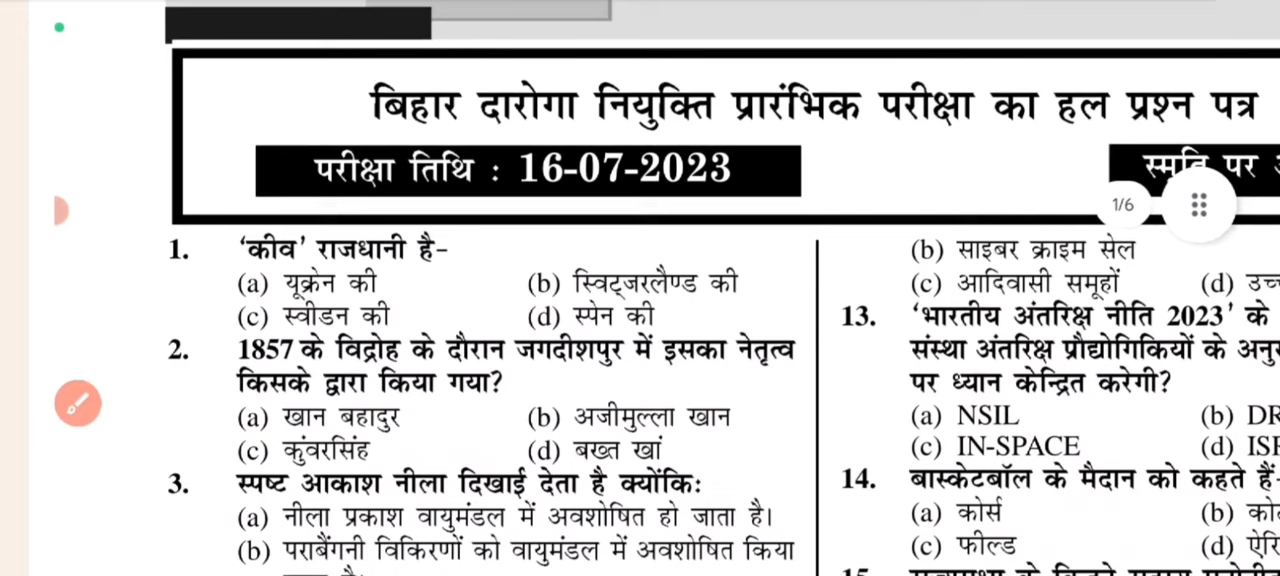 बिहार दारोगा नियुक्ति प्रारंभिक परीक्षा का हल प्रश्न पत्र
परीक्षा तिथि : 16-07-2023
स्मृति पर
1/6
1. ‘कीव’ राजधानी है-
(a) यूक्रेन की (b) स्विट्जरलैण्ड की
(c) स्वीडन की (d) स्पेन की
2. 1857 के विद्रोह के दौरान जगदीशपुर में इसका नेतृत्व
किसके द्वारा किया गया?
(a) खान बहादुर (b) अजीमुल्ला खान
(c) कुंवरसिंह (d) बख्त खां
3. स्पष्ट आकाश नीला दिखाई देता है क्योंकिः
(a) नीला प्रकाश वायुमंडल में अवशोषित हो जाता है।
(b) पराबैंगनी विकिरणों को वायुमंडल में अवशोषित किया
(b) साइबर क्राइम सेल
(c) आदिवासी समूहों (d)
13. ‘भारतीय अंतरिक्ष नीति 2023’ के
संस्था अंतरिक्ष प्रौद्योगिकियों के
पर ध्यान केन्द्रित करेगी?
(a) NSIL (b)
(c) IN-SPACE (d)
14. बास्केटबॉल के मैदान को कहते हैं-
(a) कोर्स (b)
(c) फील्ड (d)